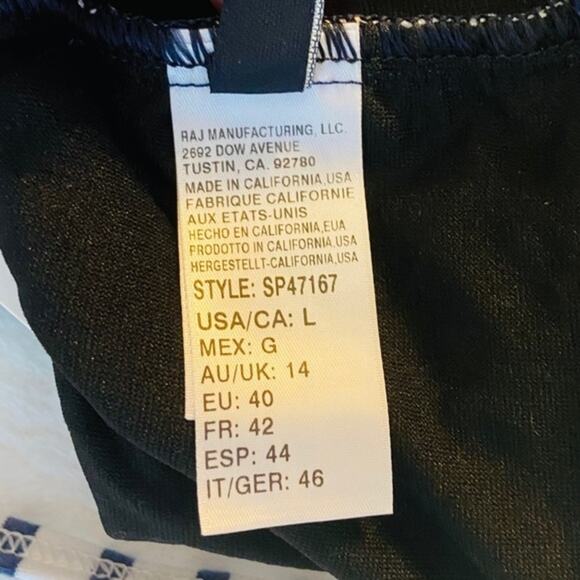 RAJ MANUFACTURING, LLC.
2692 DOW AVENUE
TUSTIN, CA. 92780
MADE IN CALIFORNIA,USA
FABRIQUE CALIFORNIE
AUX ETATS-UNIS
HECHO EN CALIFORNIA,EUA
PRODOTTO IN CALIFORNIA,USA
HERGESTELLT-CALIFORNIA,USA
STYLE: SP47167
USA/CA: L
MEX: G
AU/UK: 14
EU: 40
FR: 42
ESP: 44
IT/GER: 46